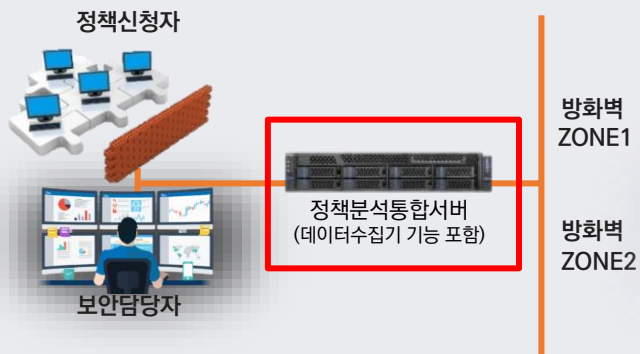 정책신청자
방화벽
ZONE1
정책분석통합서버
(데이터수집기 기능 포함)
방화벽
ZONE2
보안담당자